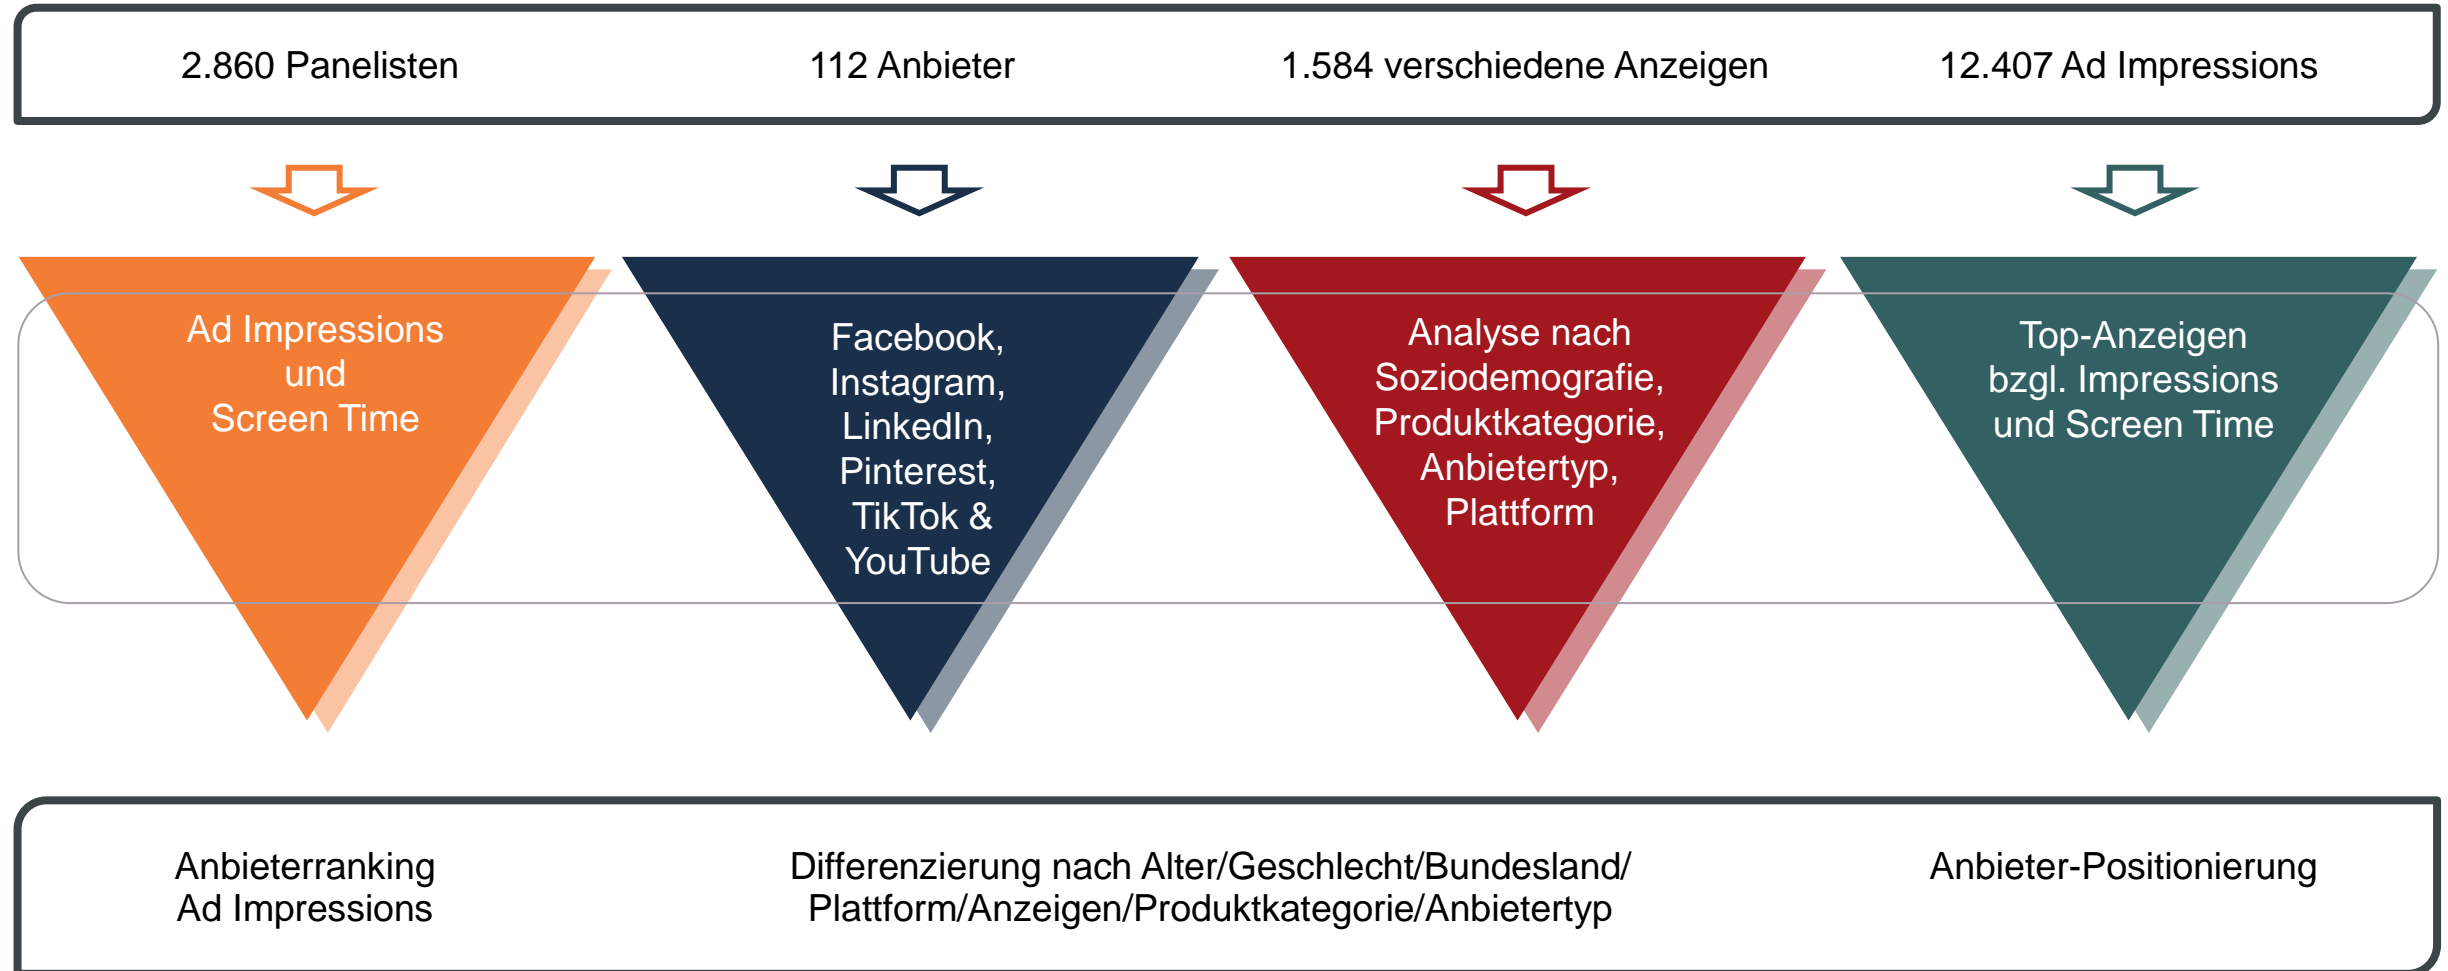 2.860 Panelisten
112 Anbieter
1.584 verschiedene Anzeigen
12.407 Ad Impressions
Ad Impressions
und
Screen Time
Facebook,
Instagram,
LinkedIn,
Pinterest,
TikTok &
YouTube
Analyse nach
Soziodemografie,
Produktkategorie,
Anbietertyp,
Plattform
Top-Anzeigen
bzgl. Impressions
und Screen Time
Anbieterranking
Ad Impressions
Differenzierung nach Alter/Geschlecht/Bundesland/
Plattform/Anzeigen/Produktkategorie/Anbietertyp
Anbieter-Positionierung